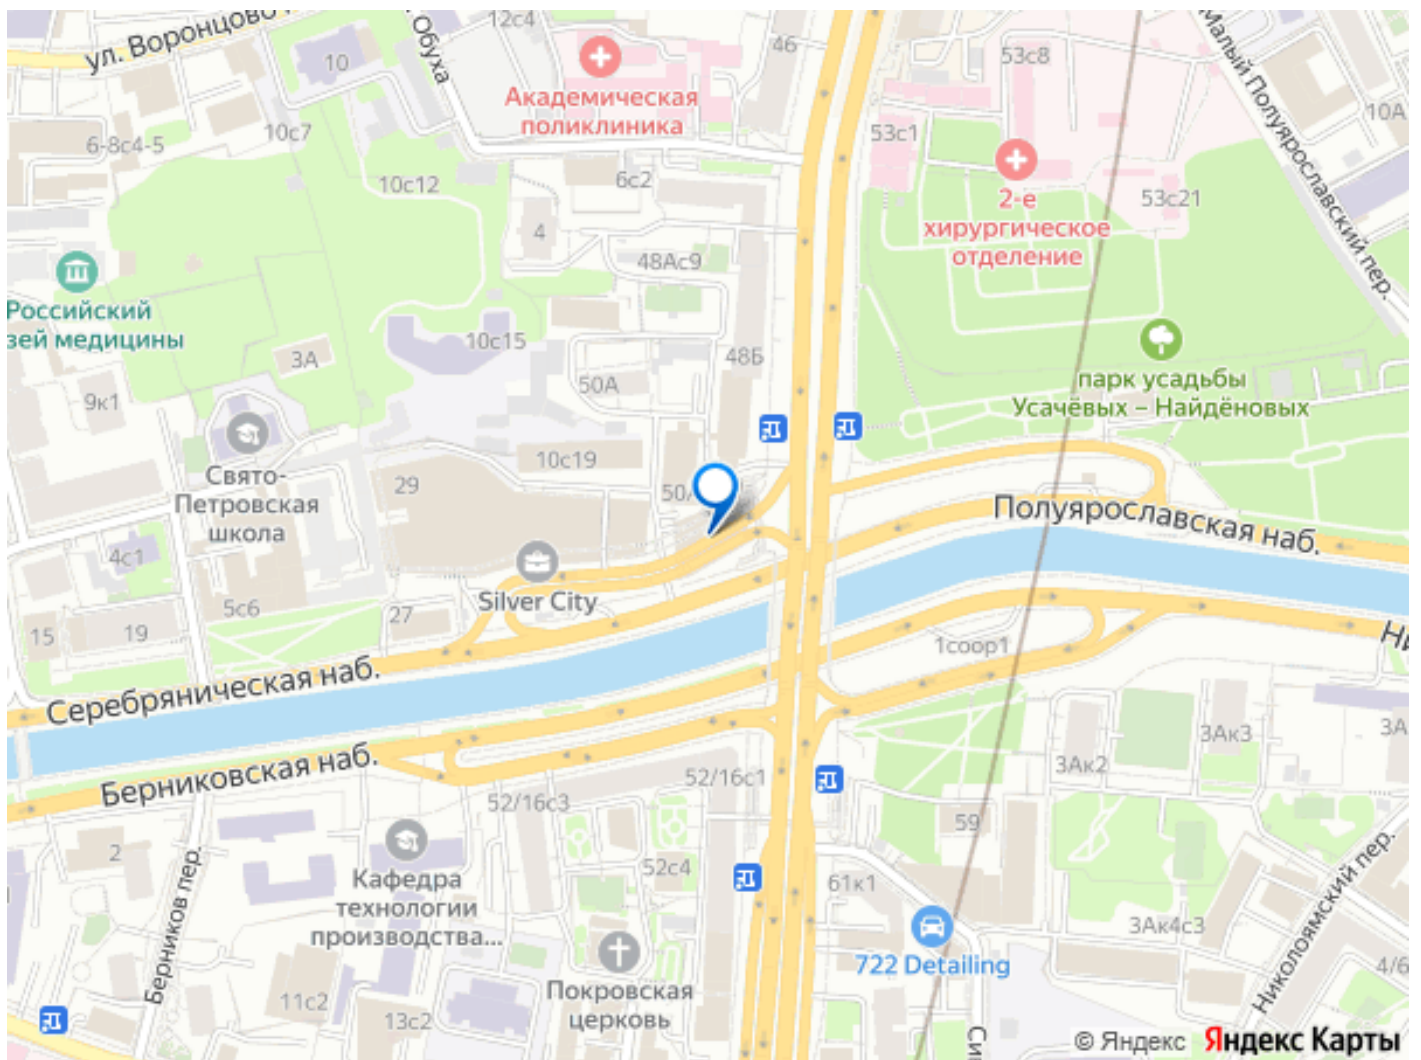 ул. Воронцово
Обуха
12с4
46
53с8
Малый Полуярославский пер.
10
Академическая
поликлиника
10А
6-8с4-5
10с7
53с1
2-е
хирургическое
отделение
53с21
10с12
6с2
4
48Ас9
Российский
зей медицины
3А
10с15
48Б
50А
парк усадьбы
Усачёвых – Найдёновых
9к1
Свято-
Петровская
школа
29
10с19
50А
Полуярославская наб.
4с1
Silver City
5с6
27
15
19
1соор1
Серебряническая наб.
Берниковская наб.
3Ак3
3А
3Ак2
52/16с1
52/16с3
59
2
Берников пер.
Кафедра
технологии
производства...
52с4
61к1
Николоямский пер.
3Ак4с3
722 Detailing
Покровская
церковь
11с2
13с2
4/6
© Яндекс Яндекс Карты